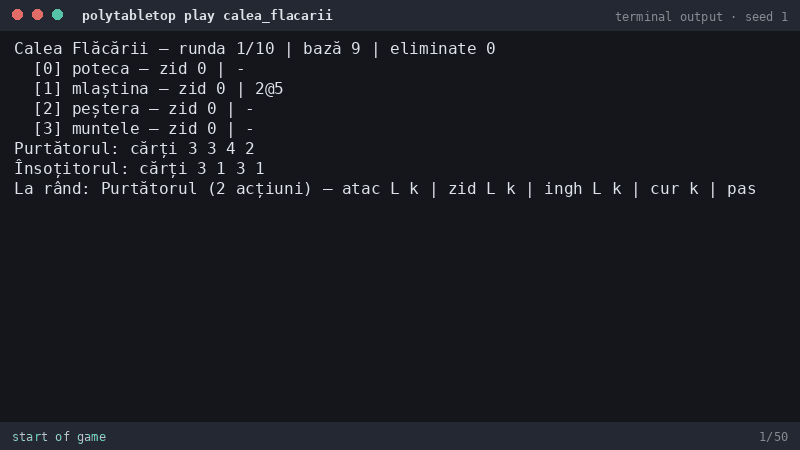 polytabletop play calea_flacarii
terminal output · seed 1
Calea Flăcării — runda 1/10 | bază 9 | eliminate 0
[0] poteca — zid 0 | -
[1] mlaștina — zid 0 | 2@5
[2] peștera — zid 0 | -
[3] muntele — zid 0 | -
Purtătorul: cărți 3 3 4 2
Însoțitorul: cărți 3 1 3 1
La rând: Purtătorul (2 acțiuni) — atac L k | zid L k | ingh L k | cur k | pas
start of game
1/50